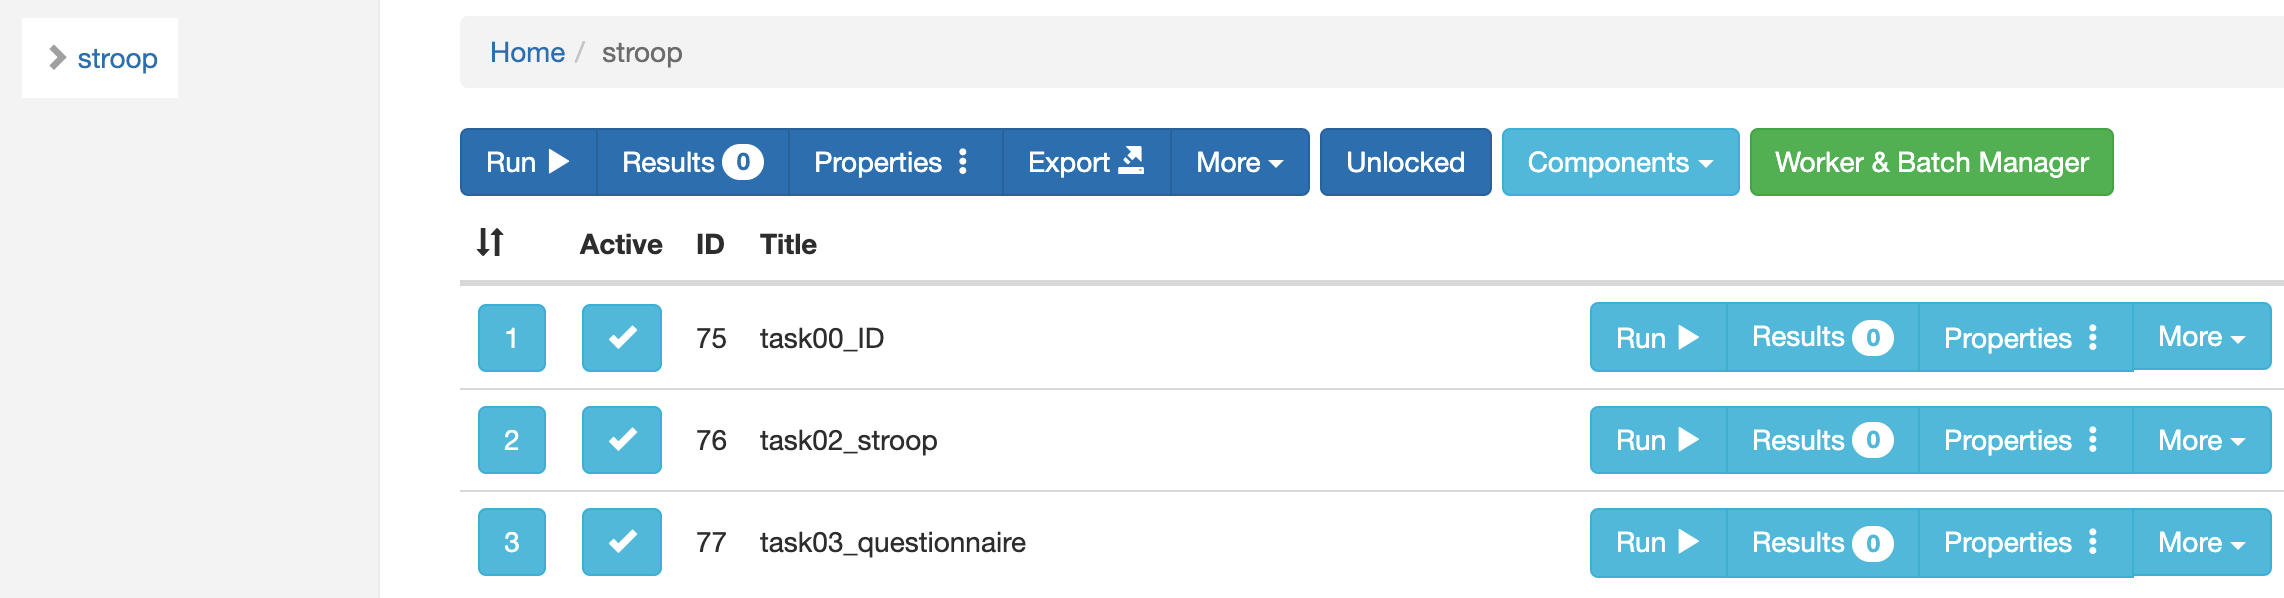 stroop
Home / stroop
Run Results 0 Properties Export More Unlocked Components Worker & Batch Manager
Active ID Title
1 75 task00_ID Run Results 0 Properties More
2 76 task02_stroop Run Results 0 Properties More
3 77 task03_questionnaire Run Results 0 Properties More